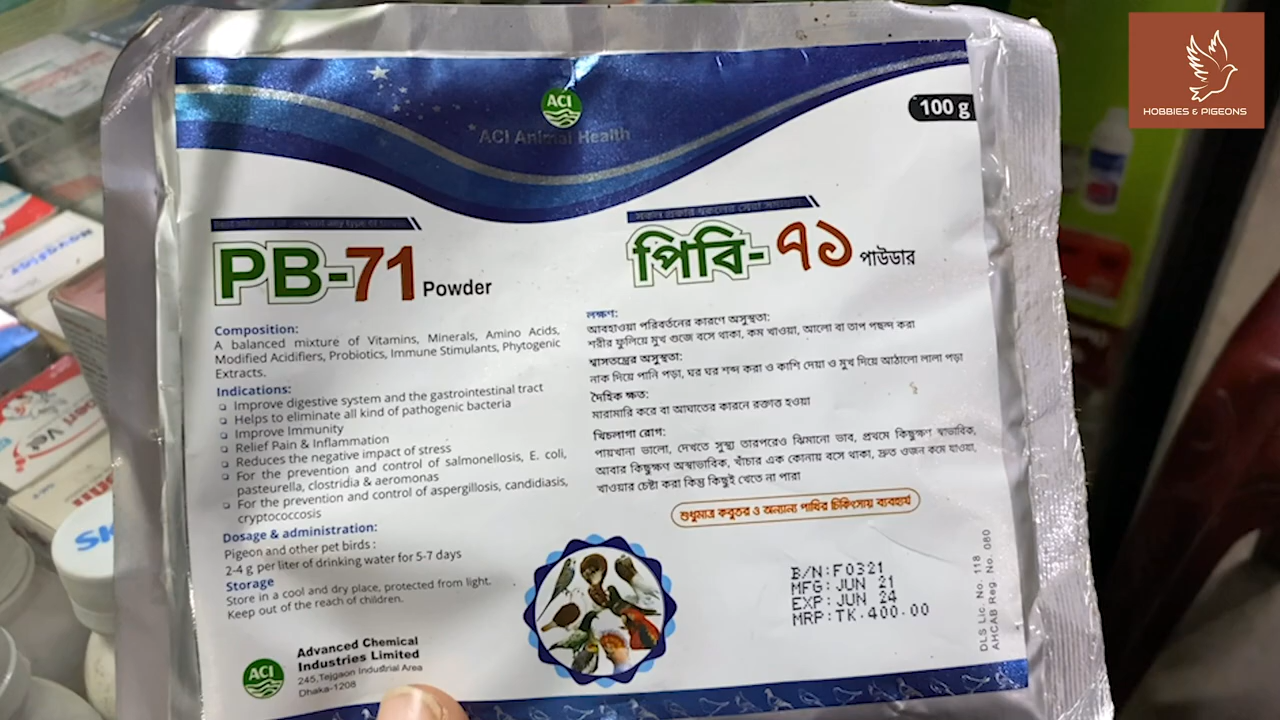 HOBBIES & PIGEONS
ACI
ACI Animal Health
100 g
PB-71 Powder
Composition:
A balanced mixture of Vitamins, Minerals, Amino Acids,
Modified Acidifiers, Probiotics, Immune Stimulants, Phytogenic
Extracts.
Indications:
Improve digestive system and the gastrointestinal tract
Helps to eliminate all kind of pathogenic bacteria
Improve Immunity
Relief Pain & Inflammation
Reduces the negative impact of stress
For the prevention and control of salmonellosis, E. coli,
pasteurella, clostridia & aeromonas
For the prevention and control of aspergillosis, candidiasis,
cryptococcosis
Dosage & administration:
Pigeon and other pet birds :
2-4 g per liter of drinking water for 5-7 days
Storage
Store in a cool and dry place, protected from light.
Keep out of the reach of children.
ACI
Advanced Chemical
Industries Limited
245,Tejgaon Industrial Area
Dhaka-1208
পিবি-৭১ পাউডার
লক্ষণ:
আবহাওয়া পরিবর্তনের কারণে অসুস্থতা:
শরীর ফুলিয়ে মুখ গুজে বসে থাকা, কম খাওয়া, আলো বা তাপ পছন্দ করা
শ্বাসতন্ত্রের অসুস্থতা:
নাক দিয়ে পানি পড়া, ঘর ঘর শব্দ করা ও কাশি দেয়া ও মুখ দিয়ে আঠালো লালা পড়া
দৈহিক ক্ষত:
মারামারি করে বা আঘাতের কারনে রক্তাক্ত হওয়া
খিচলাগা রোগ:
পায়খানা ভালো, দেখতে সুস্থ্য তারপরেও ঝিমানো ভাব, প্রথমে কিছুক্ষণ স্বাভাবিক,
আবার কিছুক্ষণ অস্বাভাবিক, খাঁচার এক কোনায় বসে থাকা, দ্রুত ওজন কমে যাওয়া,
খাওয়ার চেষ্টা করা কিন্তু কিছুই খেতে না পারা
শুধুমাত্র কবুতর ও অন্যান্য পাখির চিকিৎসায় ব্যবহার্য
B/N:F0321
MFG: JUN 21
EXP: JUN 24
MRP:TK.400.00
DLS Lic. No. 118
AHCAB Reg. No. 080